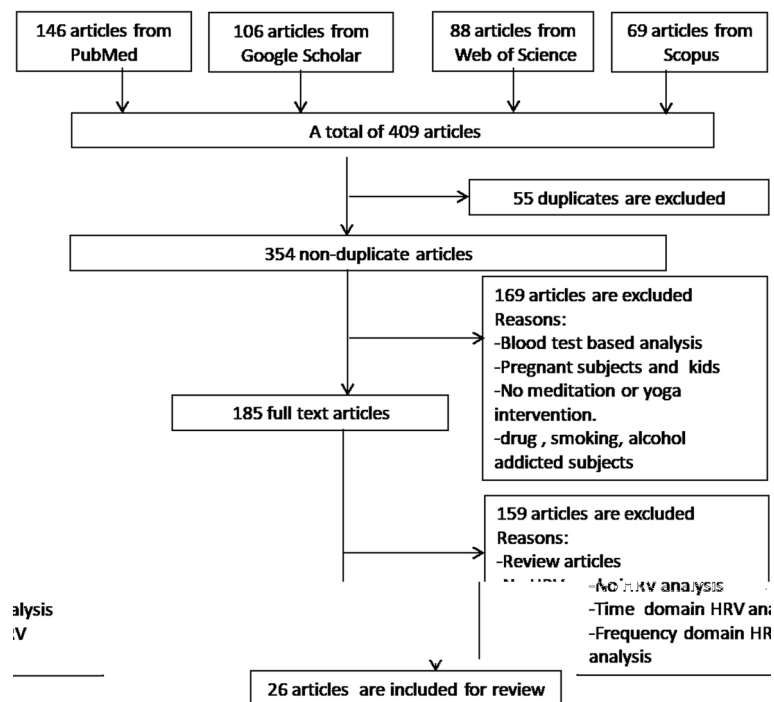 146 articles from
PubMed
106 articles from
Google Scholar
88 articles from
Web of Science
69 articles from
Scopus
A total of 409 articles
55 duplicates are excluded
354 non-duplicate articles
169 articles are excluded
Reasons:
-Blood test based analysis
-Pregnant subjects and kids
-No meditation or yoga
intervention.
-drug , smoking, alcohol
addicted subjects
185 full text articles
159 articles are excluded
Reasons:
-Review articles
-No HRV analysis
-Time domain HRV ana
-Frequency domain HR
analysis
alysis
26 articles are included for review